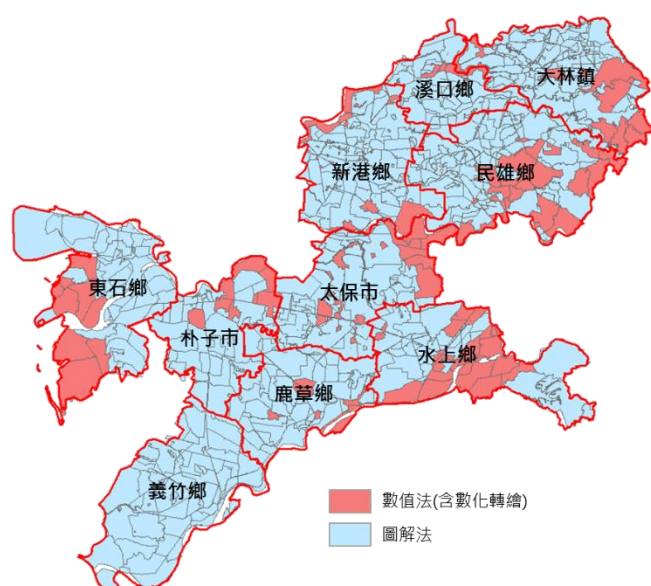 大林鎮
溪口鄉
新港鄉
民雄鄉
東石鄉
太保市
朴子市
水上鄉
鹿草鄉
義竹鄉
數值法(含數化轉繪)
圖解法